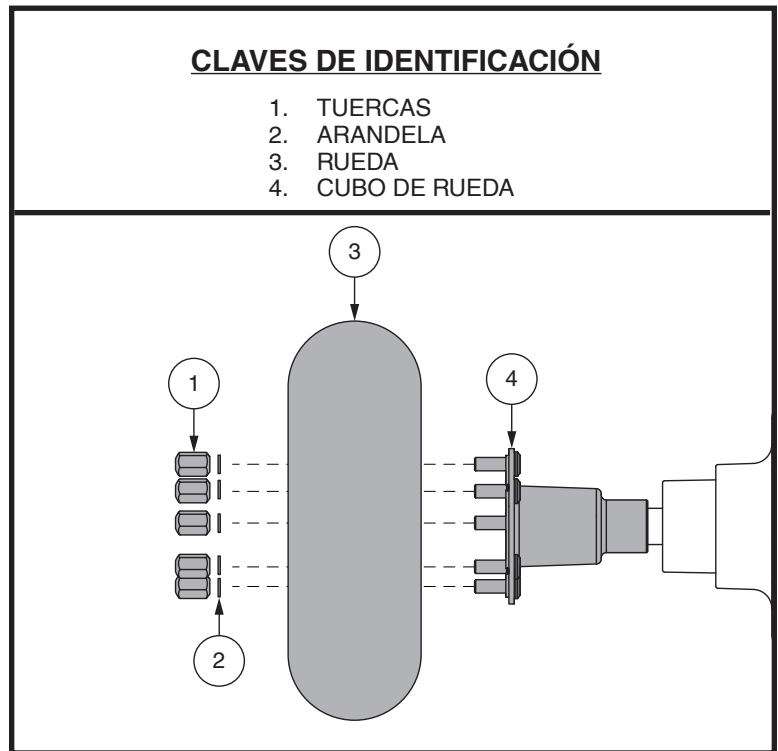 CLAVES DE IDENTIFICACIÓN
1. TUERCAS
2. ARANDELA
3. RUEDA
4. CUBO DE RUEDA
3
1
4
2